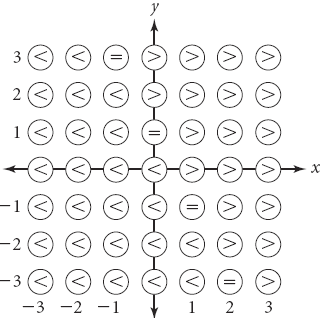 y
3 < < = > > > >
2 < < < > > > >
1 < < < = > > >
< < < < > > > x
−1 < < < < = > >
−2 < < < < > > >
−3 < < < < < = >
−3 −2 −1 1 2 3